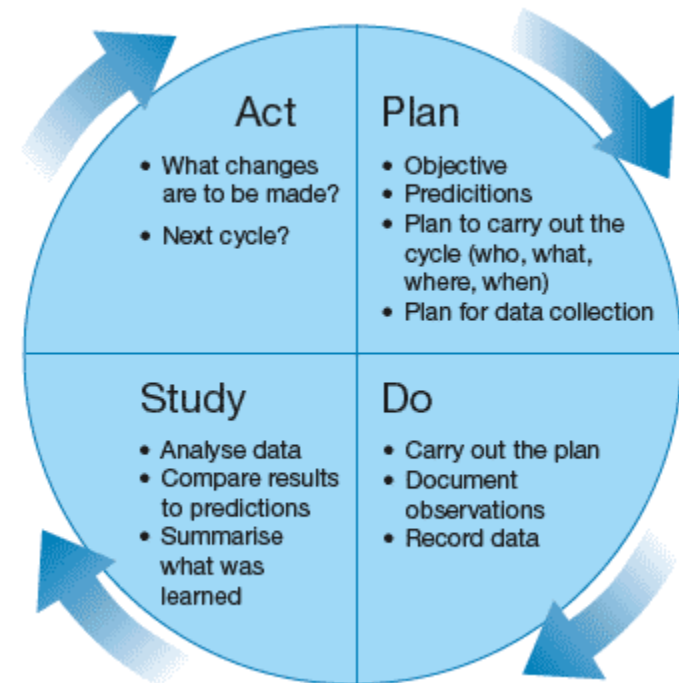 Act
• What changes
are to be made?
• Next cycle?
Plan
• Objective
• Predicitions
• Plan to carry out the
cycle (who, what,
where, when)
• Plan for data collection
Study
• Analyse data
• Compare results
to predictions
• Summarise
what was
learned
Do
• Carry out the plan
• Document
observations
• Record data